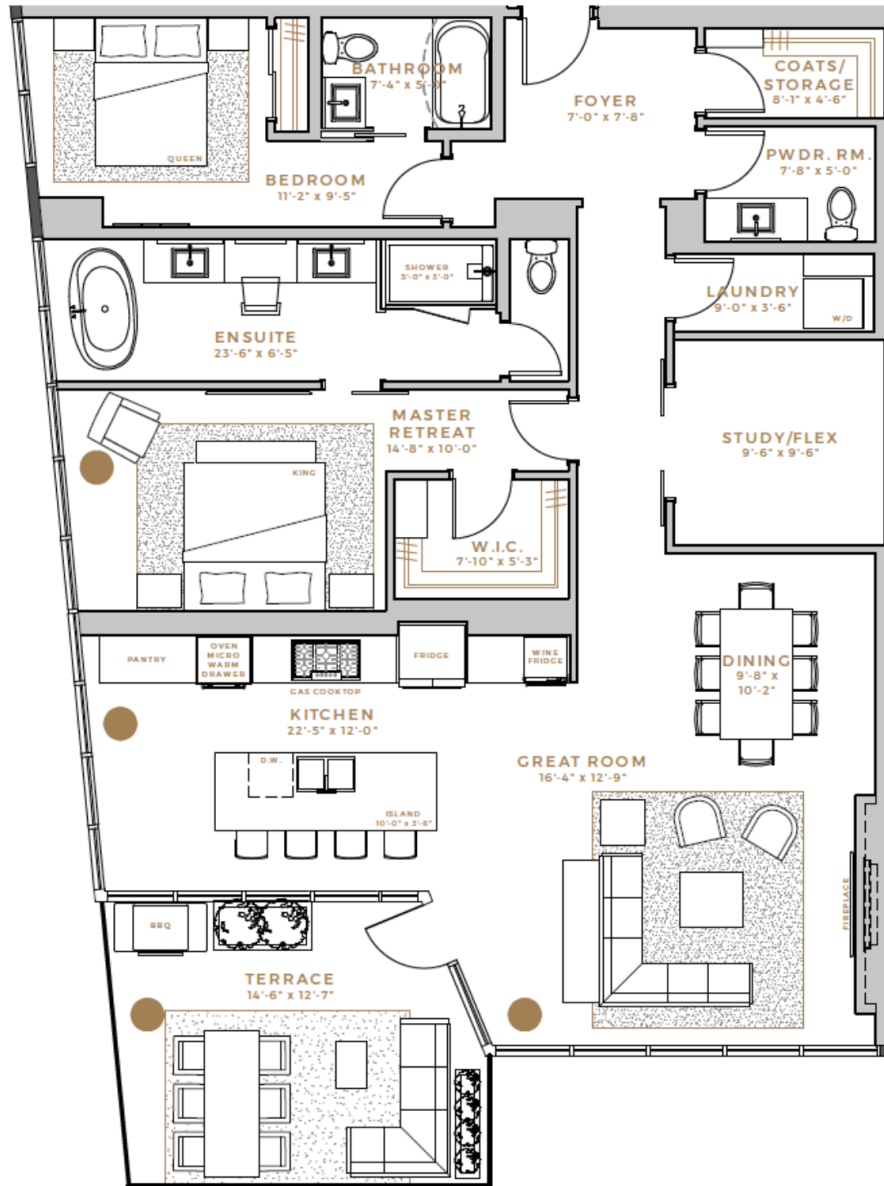 BATHROOM
7'-4" x 5'-0"
FOYER
7'-0" x 7'-8"
COATS/
STORAGE
8'-1" x 4'-6"
QUEEN
BEDROOM
11'-2" x 9'-5"
PWDR. RM.
7'-8" x 5'-0"
SHOWER
5'-0" x 3'-0"
LAUNDRY
9'-0" x 3'-6"
W/D
ENSUITE
23'-6" x 6'-5"
MASTER
RETREAT
14'-8" x 10'-0"
KING
STUDY/FLEX
9'-6" x 9'-6"
W.I.C.
7'-10" x 5'-3"
PANTRY
OVEN
MICRO
WARM
DRAWER
GAS COOKTOP
FRIDGE
WINE
FRIDGE
DINING
9'-8" x
10'-2"
KITCHEN
22'-5" x 12'-0"
D.W.
GREAT ROOM
16'-4" x 12'-9"
ISLAND
10'-0" x 3'-6"
FIREPLACE
BBQ
TERRACE
14'-6" x 12'-7"